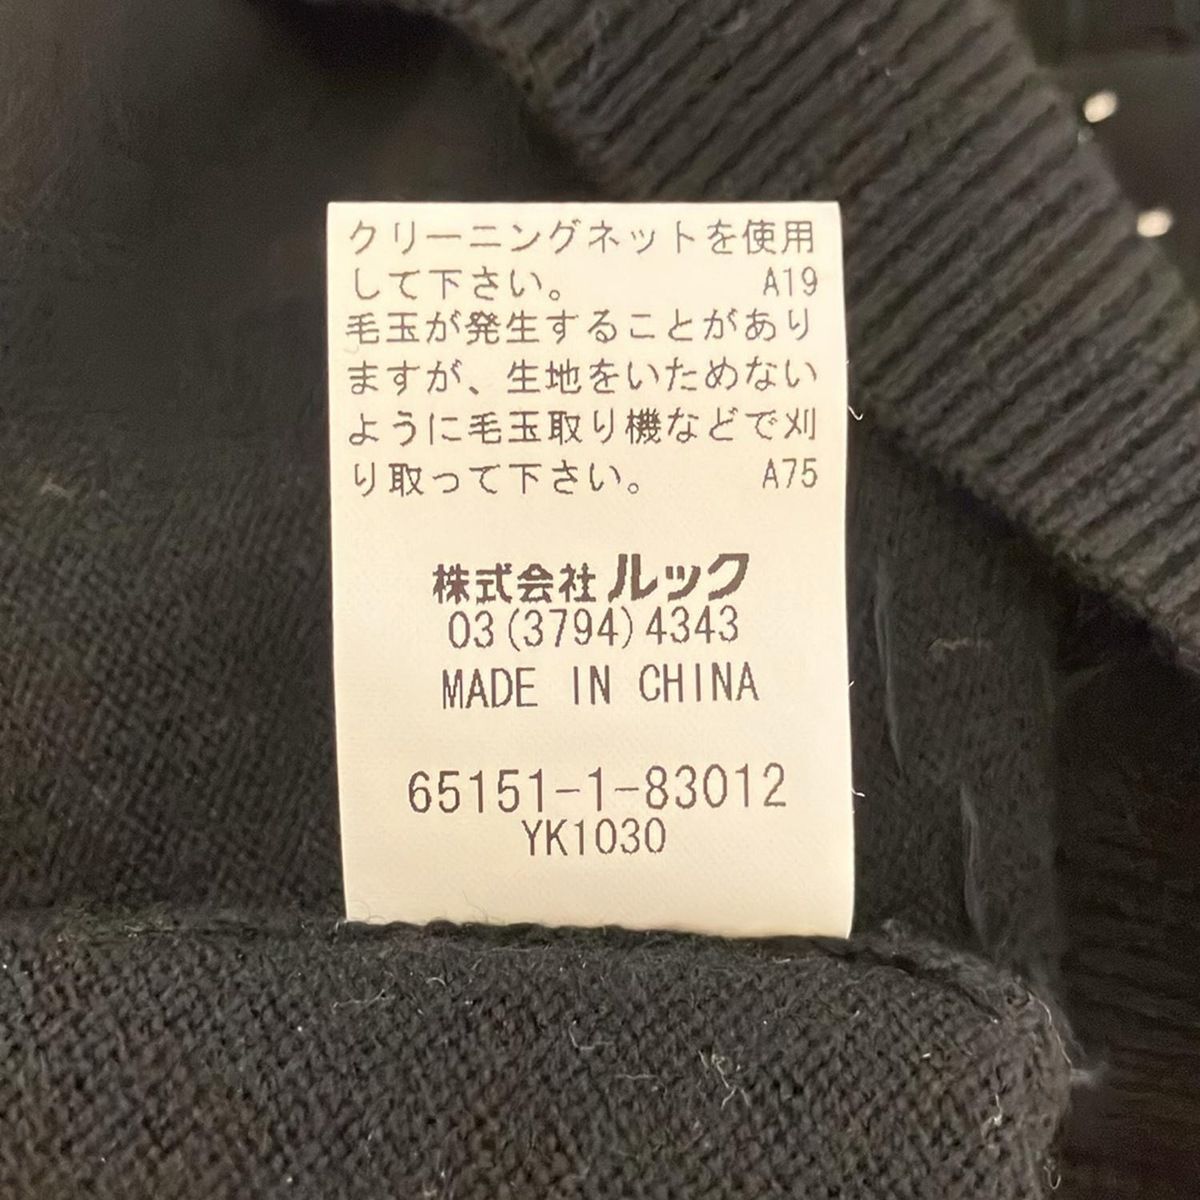 クリーニングネットを使用
して下さい。 A19
毛玉が発生することがあり
ますが、生地をいためない
ように毛玉取り機などで刈
り取って下さい。 A75
株式会社 ルック
03(3794)4343
MADE IN CHINA
65151-1-83012
YK1030